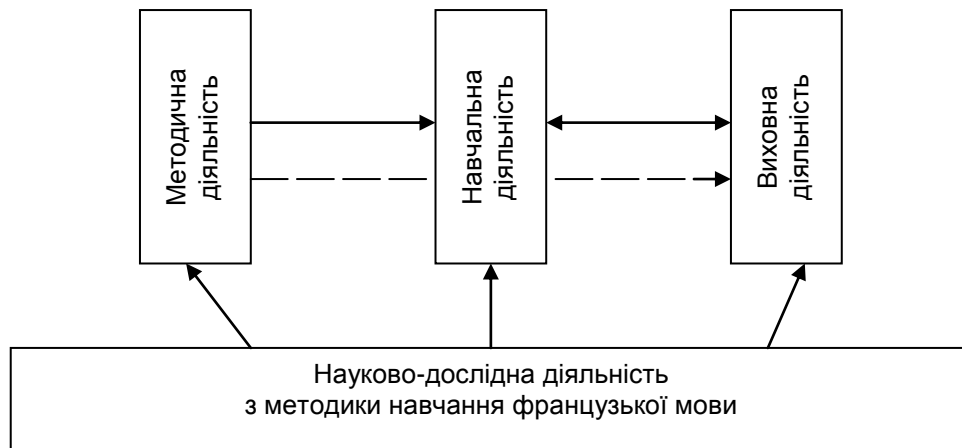 Методична
діяльність
Навчальна
діяльність
Виховна
діяльність
Науково-дослідна діяльність
з методики навчання французької мови